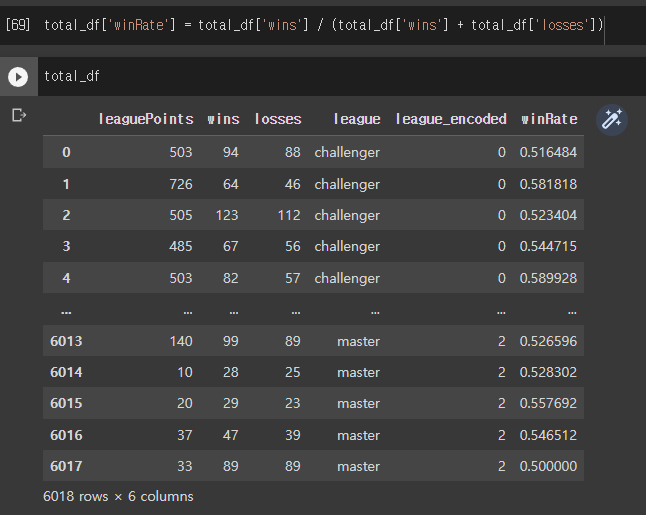 [69] total_df['winRate'] = total_df['wins'] / (total_df['wins'] + total_df['losses'])
total_df
leaguePoints wins losses league league_encoded winRate
0 503 94 88 challenger 0 0.516484
1 726 64 46 challenger 0 0.581818
2 505 123 112 challenger 0 0.523404
3 485 67 56 challenger 0 0.544715
4 503 82 57 challenger 0 0.589928
... ... ... ... ... ... ...
6013 140 99 89 master 2 0.526596
6014 10 28 25 master 2 0.528302
6015 20 29 23 master 2 0.557692
6016 37 47 39 master 2 0.546512
6017 33 89 89 master 2 0.500000
6018 rows × 6 columns